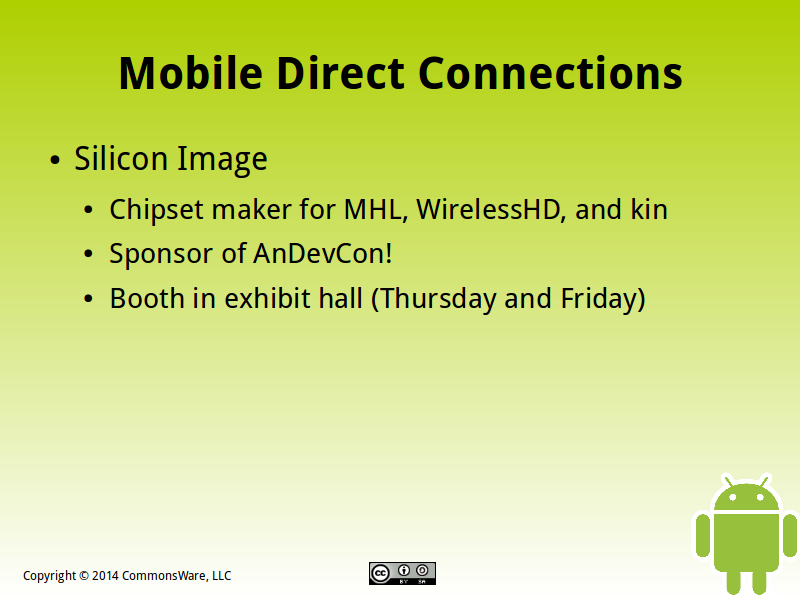 Mobile Direct Connections
• Silicon Image
• Chipset maker for MHL, WirelessHD, and kin
• Sponsor of AnDevCon!
• Booth in exhibit hall (Thursday and Friday)
Copyright © 2014 CommonsWare, LLC
cc
BY SA